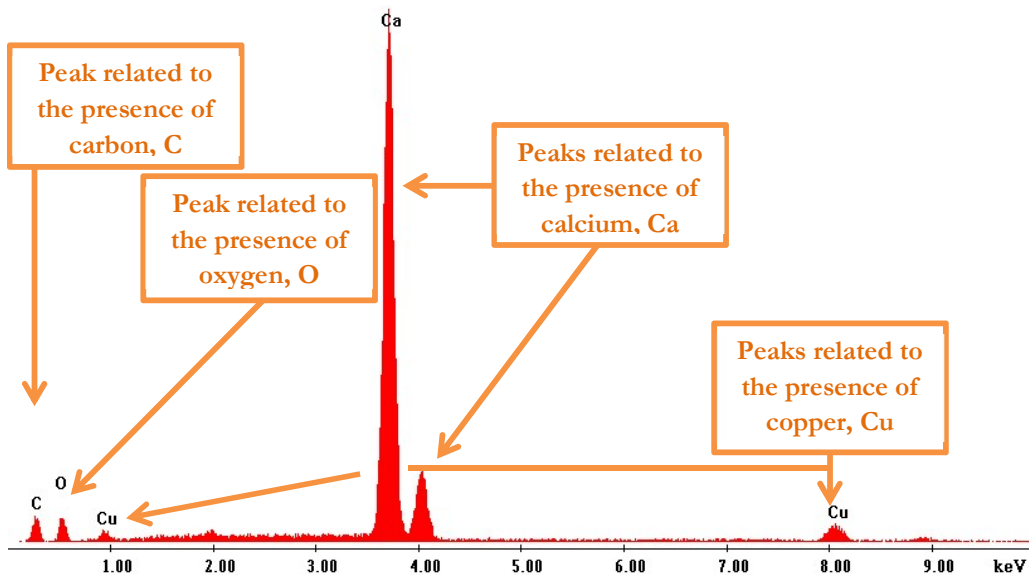 Ca
Peak related to
the presence of
carbon, C
Peak related to
the presence of
oxygen, O
Peaks related to
the presence of
calcium, Ca
Peaks related to
the presence of
copper, Cu
C
O
Cu
Cu
1.00 2.00 3.00 4.00 5.00 6.00 7.00 8.00 9.00 keV